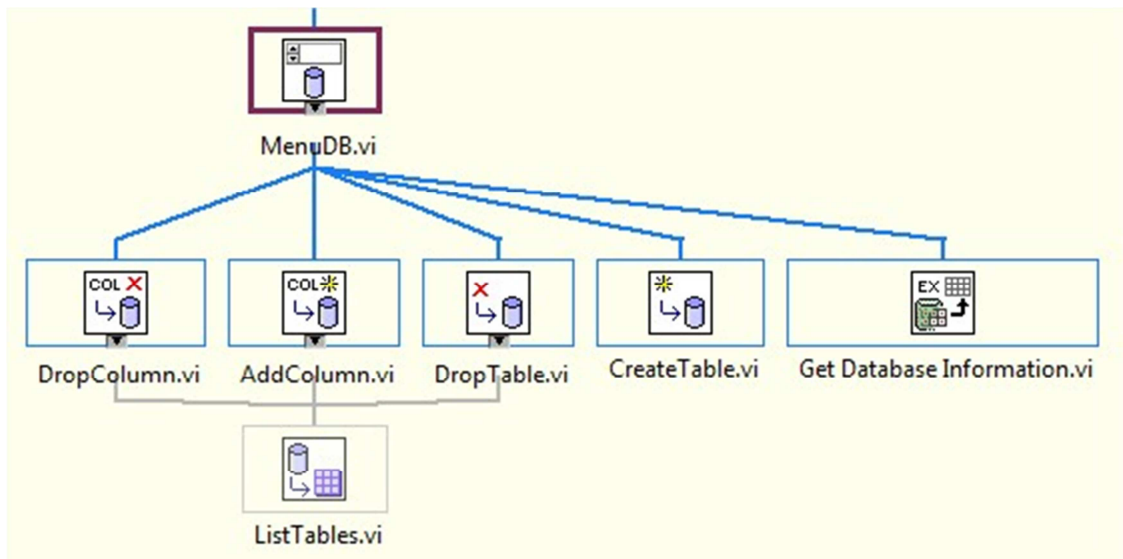 MenuDB.vi
COL
COL
EX
DropColumn.vi
AddColumn.vi
DropTable.vi
CreateTable.vi
Get Database Information.vi
ListTables.vi